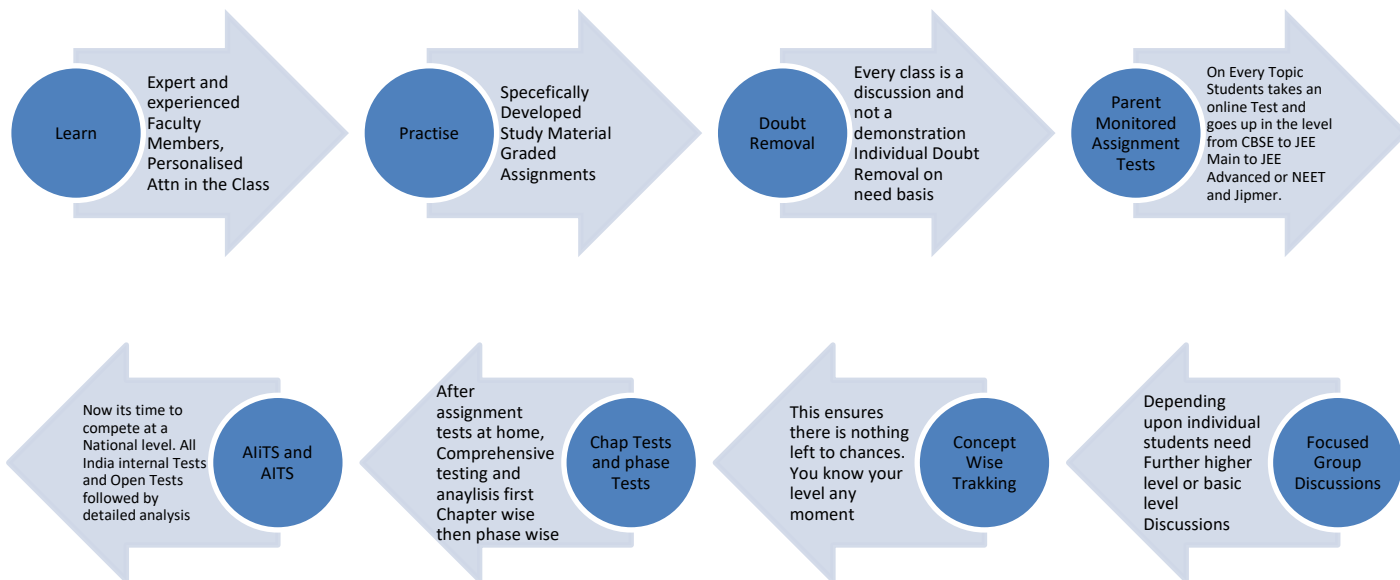 Learn
Expert and
experienced
Faculty
Members,
Personalised
Attn in the Class
Practise
Specefically
Developed
Study Material
Graded
Assignments
Doubt
Removal
Every class is a
discussion and
not a
demonstration
Individual Doubt
Removal on
need basis
Parent
Monitored
Assignment
Tests
On Every Topic
Students takes an
online Test and
goes up in the level
from CBSE to JEE
Main to JEE
Advanced or NEET
and Jipmer.
Focused
Group
Discussions
Depending
upon individual
students need
Further higher
level or basic
level
Discussions
Concept
Wise
Trakking
This ensures
there is nothing
left to chances.
You know your
level any
moment
Chap Tests
and phase
Tests
After
assignment
tests at home,
Comprehensive
testing and
anaylisis first
Chapter wise
then phase wise
AIiTS and
AITS
Now its time to
compete at a
National level. All
India internal Tests
and Open Tests
followed by
detailed analysis